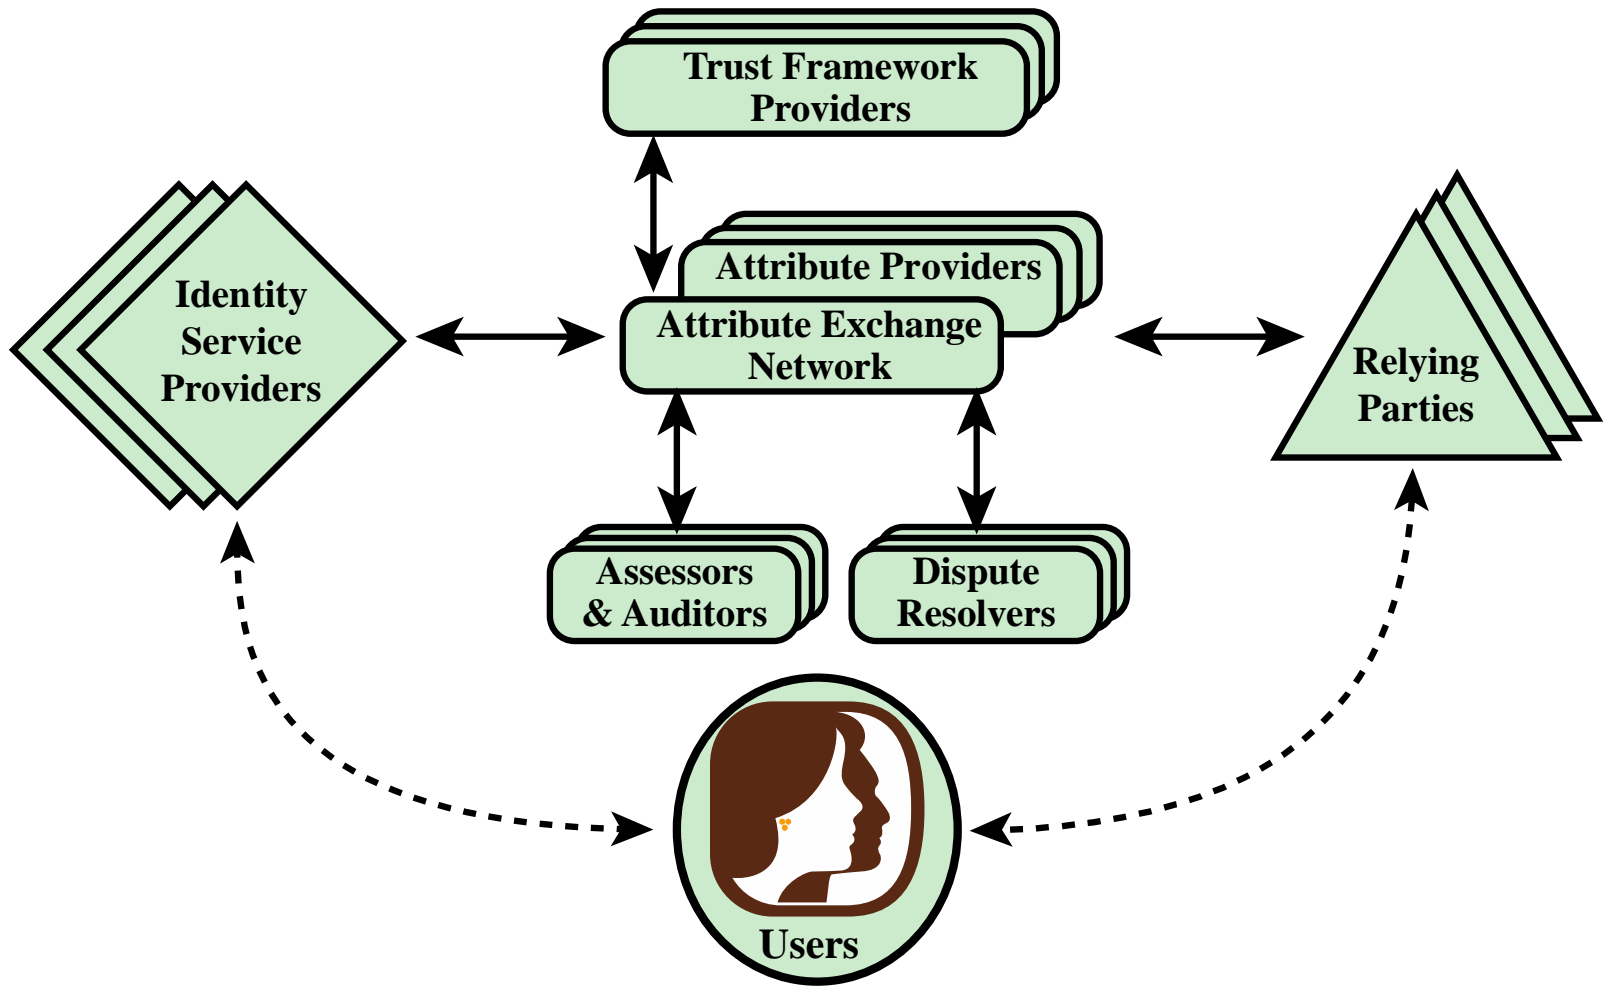 Trust Framework
Providers
Attribute Providers
Attribute Exchange
Network
Identity
Service
Providers
Relying
Parties
Assessors
& Auditors
Dispute
Resolvers
Users